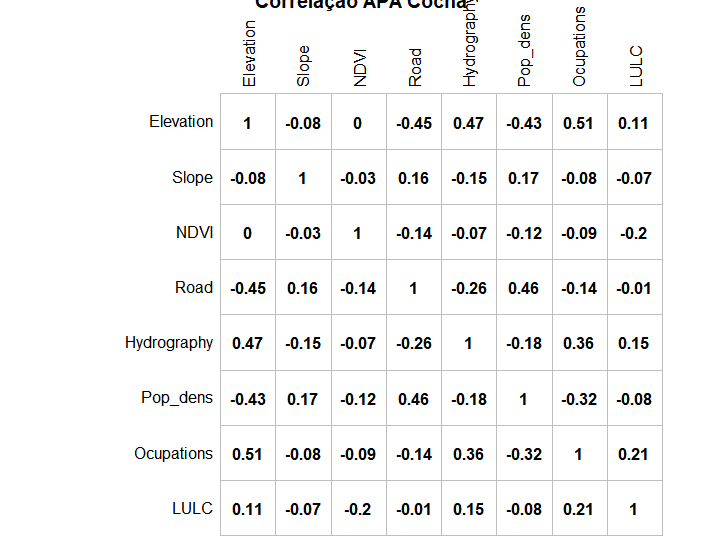 Correlação APA Cocha
Elevation Slope NDVI Road Hydrography Pop_dens Ocupations LULC
Elevation 1 -0.08 0 -0.45 0.47 -0.43 0.51 0.11
Slope -0.08 1 -0.03 0.16 -0.15 0.17 -0.08 -0.07
NDVI 0 -0.03 1 -0.14 -0.07 -0.12 -0.09 -0.2
Road -0.45 0.16 -0.14 1 -0.26 0.46 -0.14 -0.01
Hydrography 0.47 -0.15 -0.07 -0.26 1 -0.18 0.36 0.15
Pop_dens -0.43 0.17 -0.12 0.46 -0.18 1 -0.32 -0.08
Ocupations 0.51 -0.08 -0.09 -0.14 0.36 -0.32 1 0.21
LULC 0.11 -0.07 -0.2 -0.01 0.15 -0.08 0.21 1